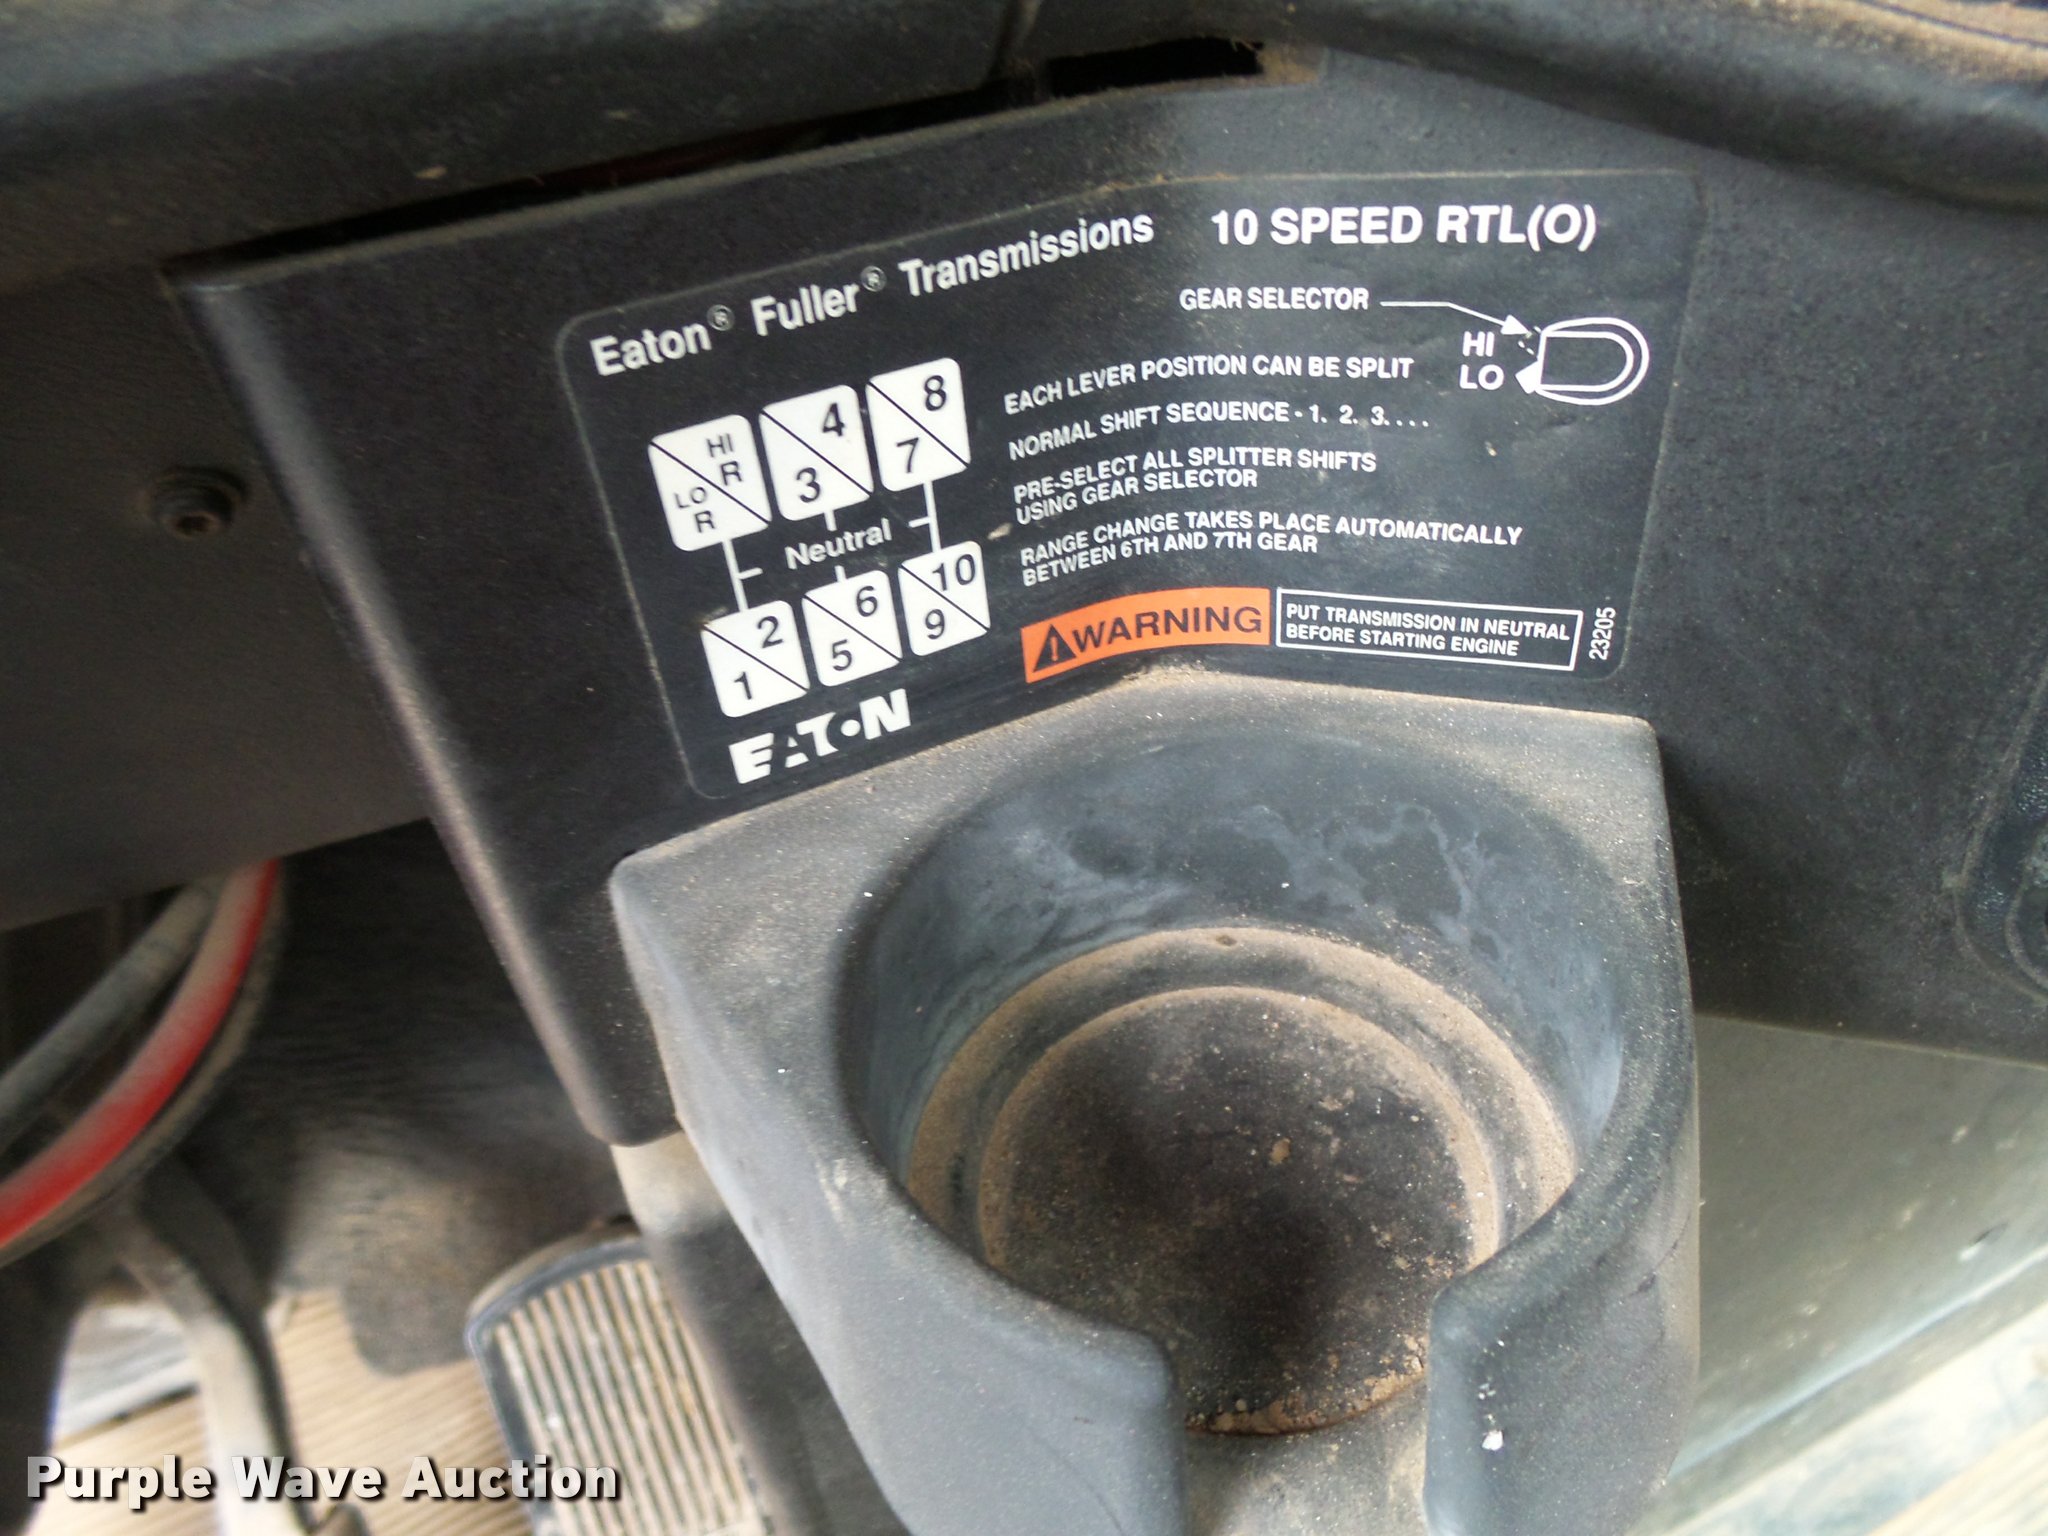 Eaton® Fuller® Transmissions 10 SPEED RTL(O)
GEAR SELECTOR
HI
LO
HI
R
LO
R
4
3
8
7
Neutral
2
1
6
5
10
9
EACH LEVER POSITION CAN BE SPLIT
NORMAL SHIFT SEQUENCE - 1. 2. 3. . . .
PRE-SELECT ALL SPLITTER SHIFTS
USING GEAR SELECTOR
RANGE CHANGE TAKES PLACE AUTOMATICALLY
BETWEEN 6TH AND 7TH GEAR
WARNING
PUT TRANSMISSION IN NEUTRAL
BEFORE STARTING ENGINE
23205
EATON
Purple Wave Auction